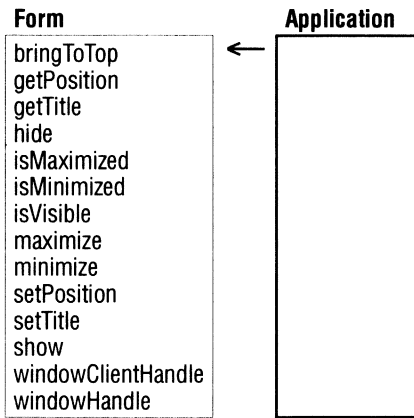 Form
Application
bringToTop
getPosition
getTitle
hide
isMaximized
isMinimized
isVisible
maximize
minimize
setPosition
setTitle
show
windowClientHandle
windowHandle